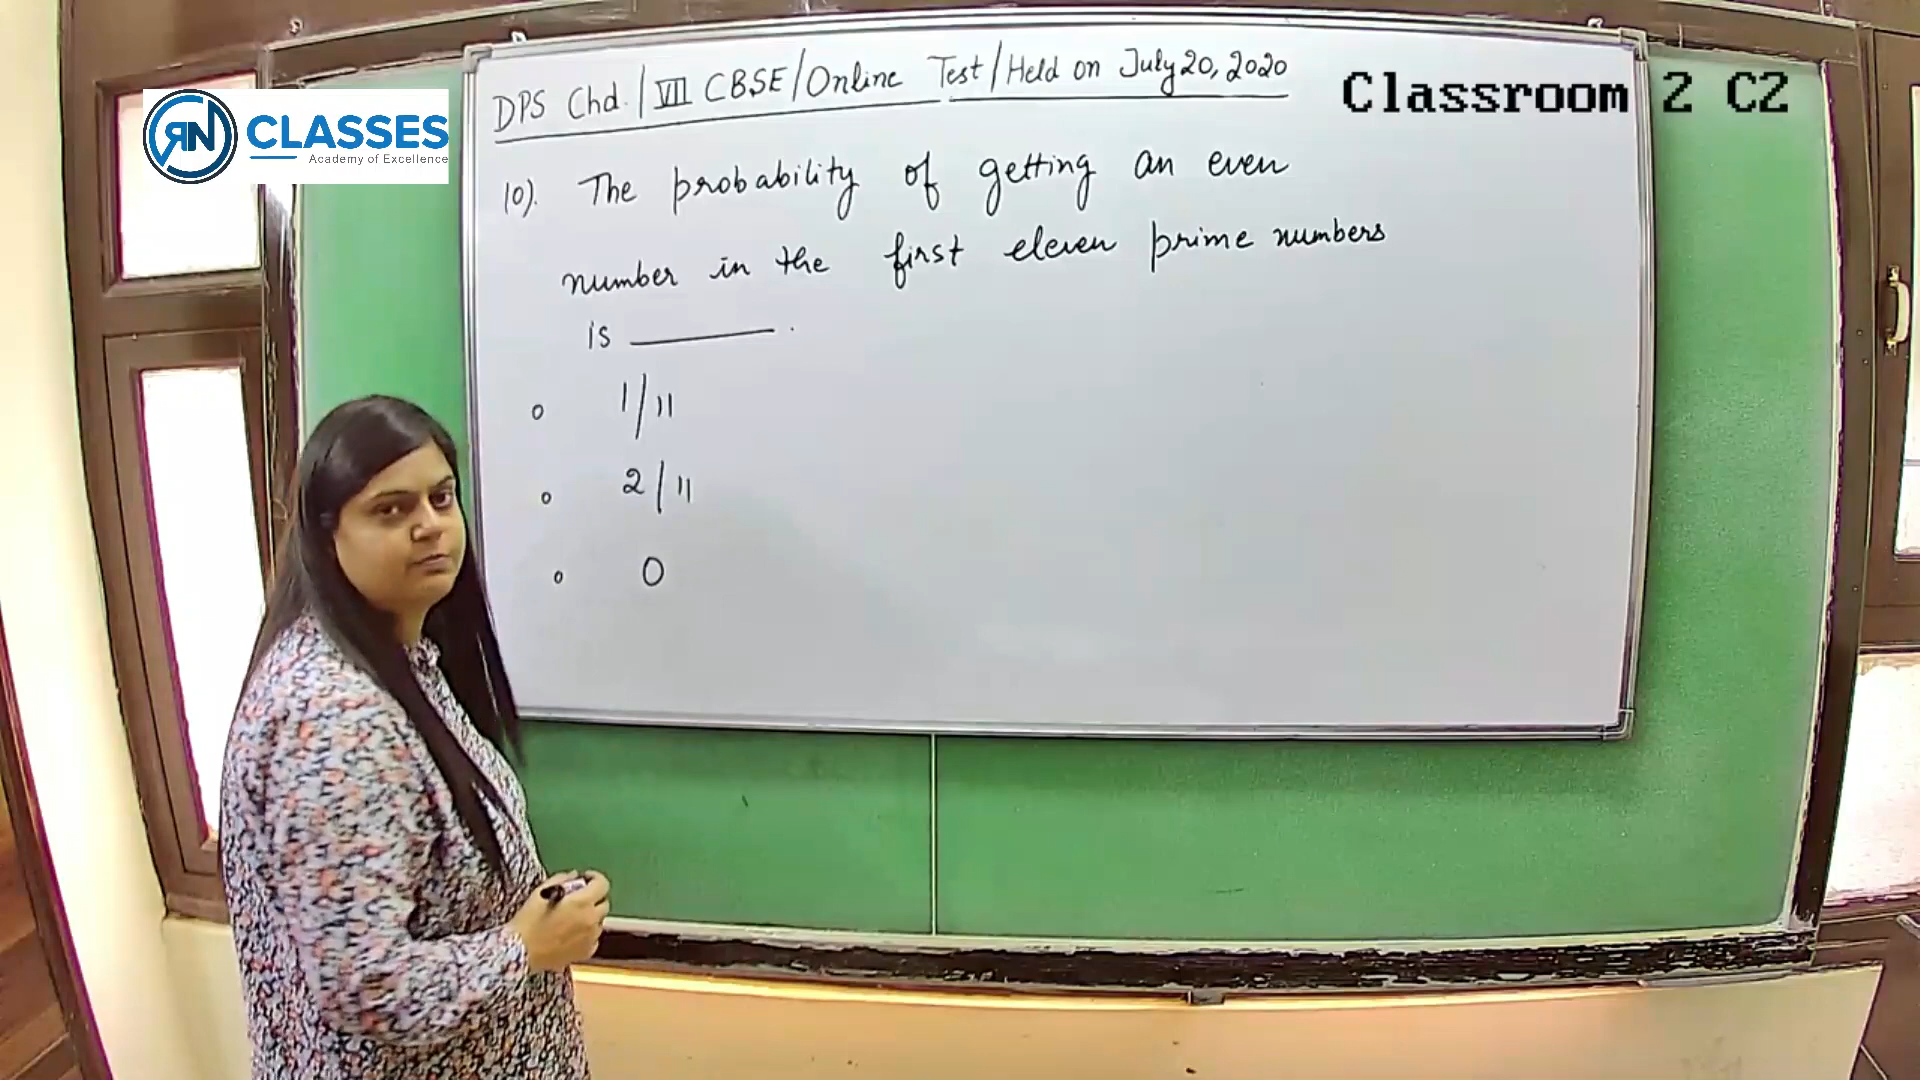 DPS Chd. / VII CBSE / Online Test / Held on July 20, 2020
Classroom 2 C2
RN CLASSES
Academy of Excellence
10). The probability of getting an even
number in the first eleven prime numbers
is ________ .
o 1/11
o 2/11
o 0